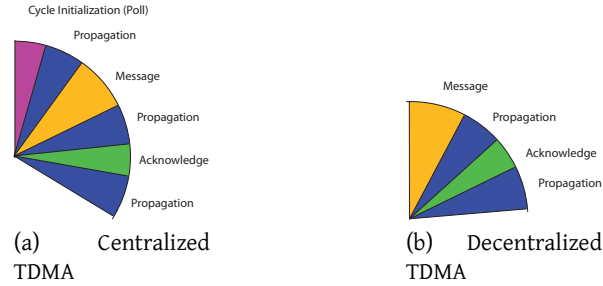 Cycle Initialization (Poll)
Propagation
Message
Propagation
Acknowledge
Propagation
(a) Centralized
TDMA
Message
Propagation
Acknowledge
Propagation
(b) Decentralized
TDMA